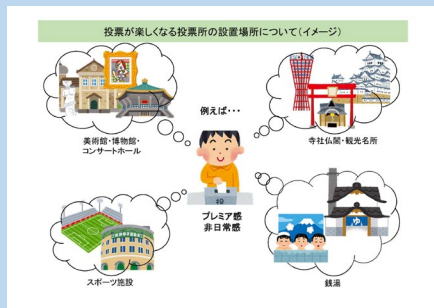 投票が楽しくなる投票所の設置場所について（イメージ）
例えば・・・
美術館・博物館・
コンサートホール
寺社仏閣・観光名所
投
プレミア感
非日常感
ゆ
スポーツ施設
銭湯